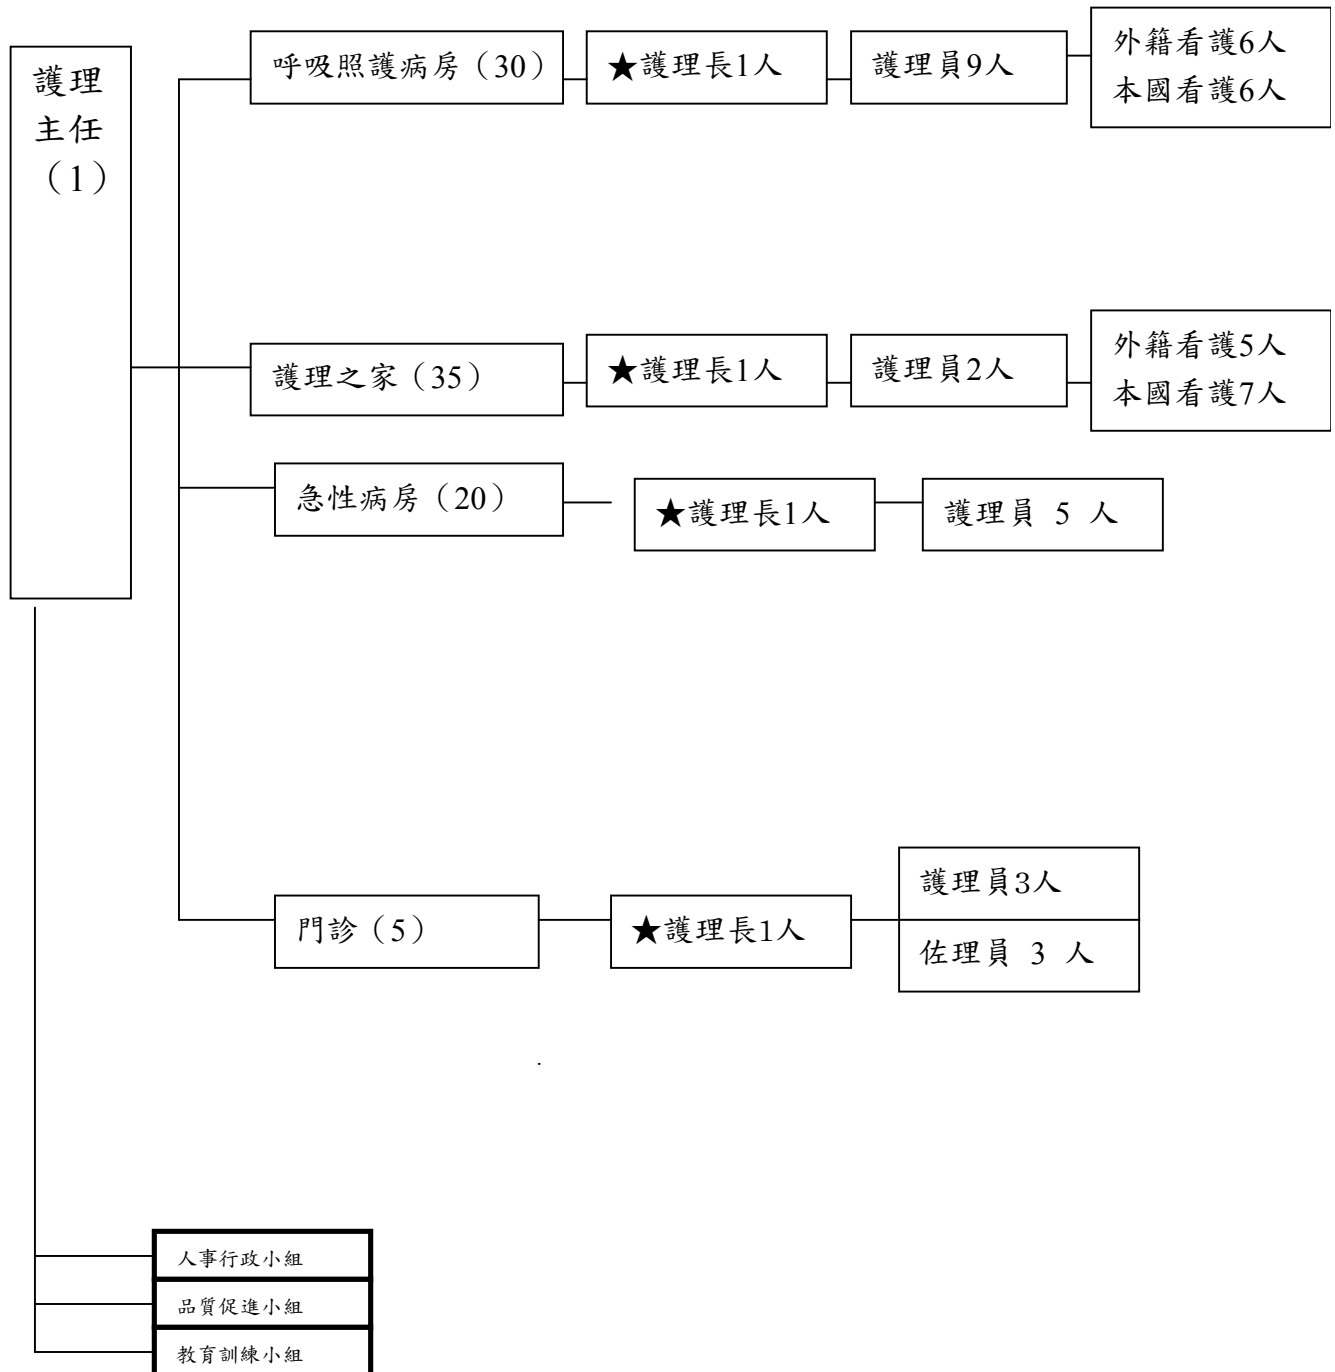 護理
主任
（1）
呼吸照護病房（30）
★護理長1人
護理員9人
外籍看護6人
本國看護6人
護理之家（35）
★護理長1人
護理員2人
外籍看護5人
本國看護7人
急性病房（20）
★護理長1人
護理員 5 人
門診（5）
★護理長1人
護理員3人
佐理員 3 人
人事行政小組
品質促進小組
教育訓練小組